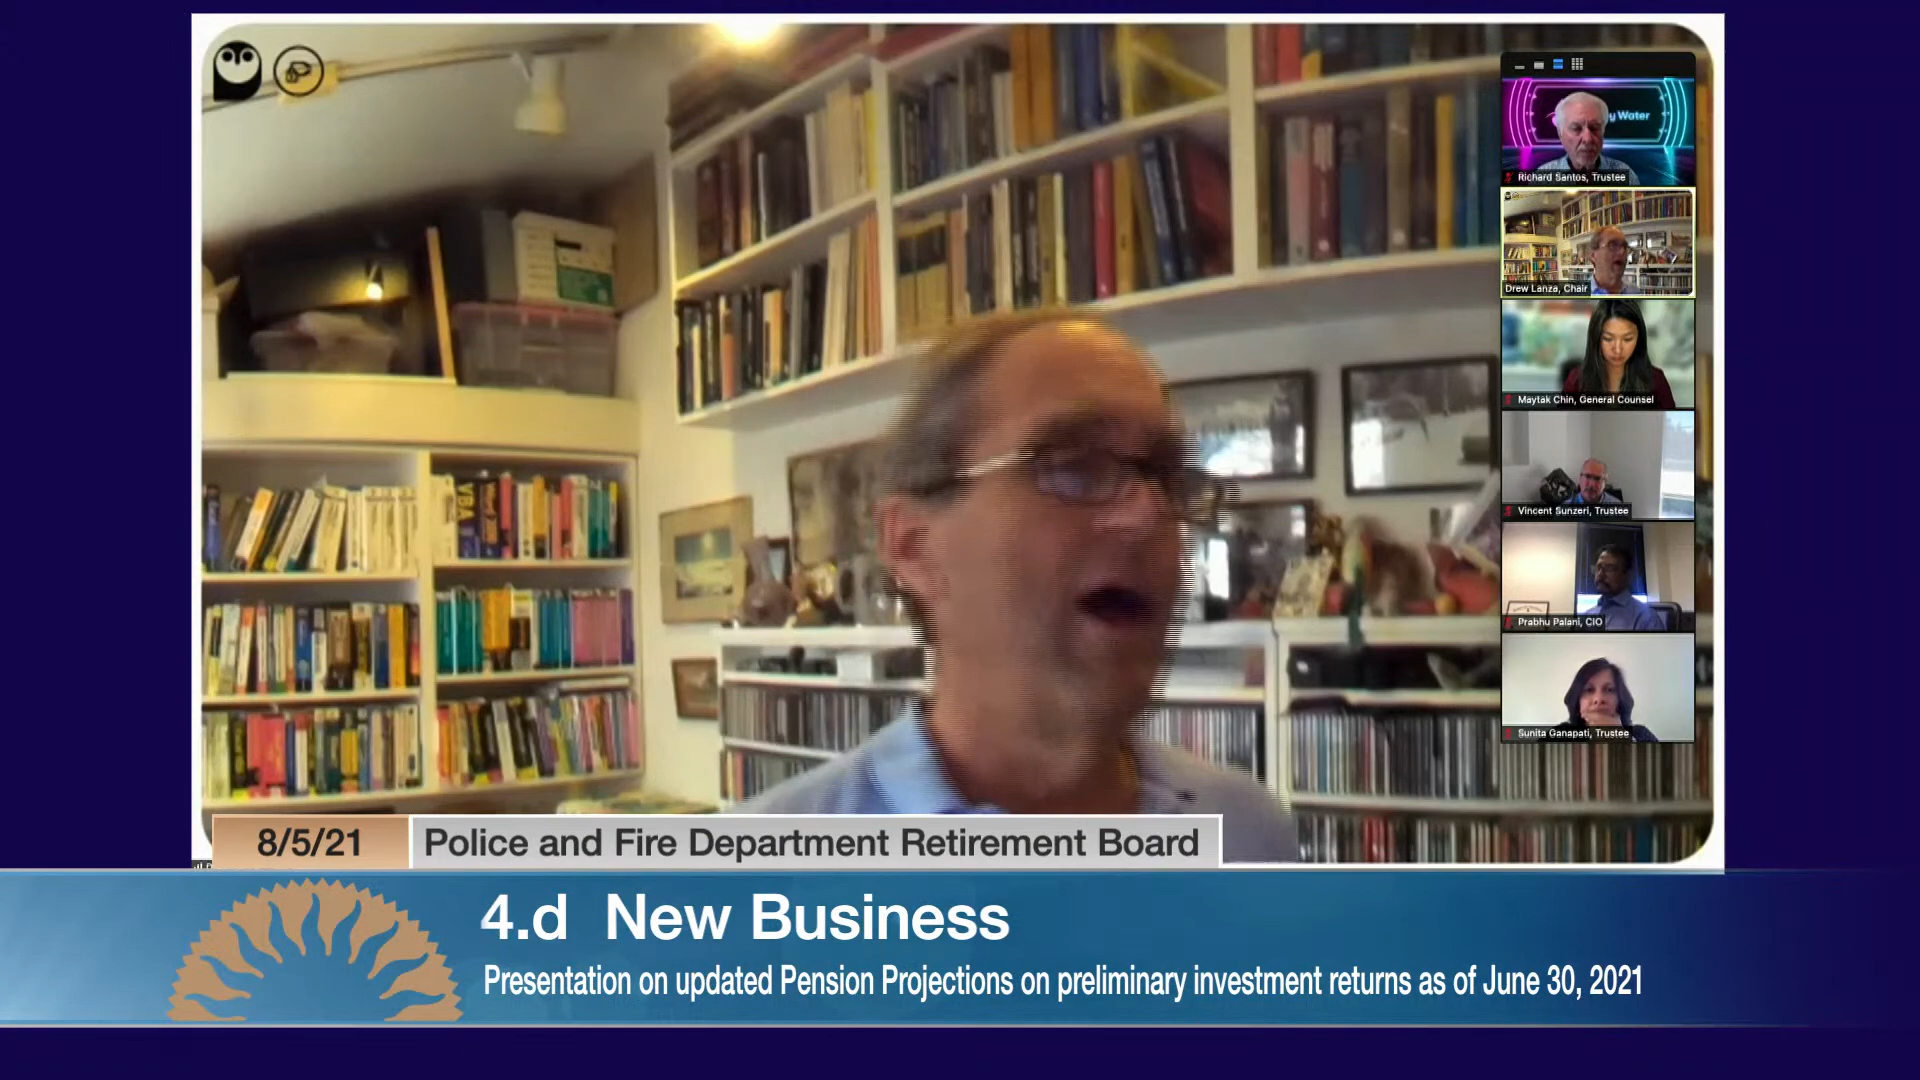 y Water
Richard Santos, Trustee
Drew Lanza, Chair
Maytak Chin, General Counsel
Vincent Sunzeri, Trustee
Prabhu Palani, CIO
Sunita Ganapati, Trustee
VBA
8/5/21
Police and Fire Department Retirement Board
4.d New Business
Presentation on updated Pension Projections on preliminary investment returns as of June 30, 2021